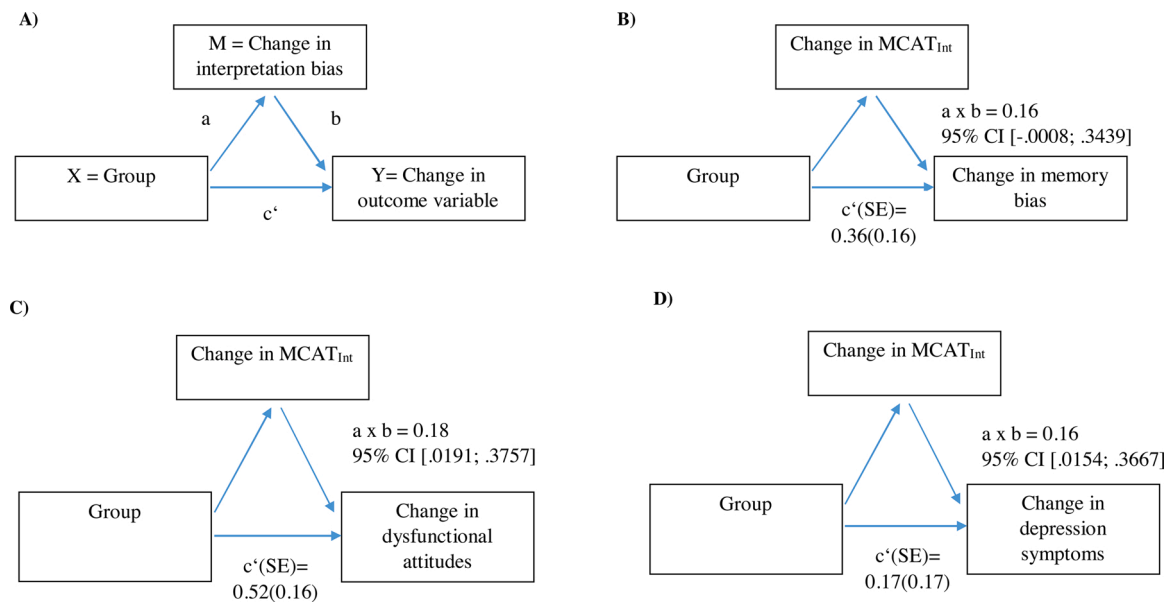 A)
M = Change in
interpretation bias
a
b
X = Group
Y= Change in
outcome variable
c‘
B)
Change in MCATInt
a x b = 0.16
95% CI [-.0008; .3439]
Group
Change in memory
bias
c‘(SE)=
0.36(0.16)
C)
Change in MCATInt
a x b = 0.18
95% CI [.0191; .3757]
Group
Change in
dysfunctional
attitudes
c‘(SE)=
0.52(0.16)
D)
Change in MCATInt
a x b = 0.16
95% CI [.0154; .3667]
Group
Change in
depression
symptoms
c‘(SE)=
0.17(0.17)